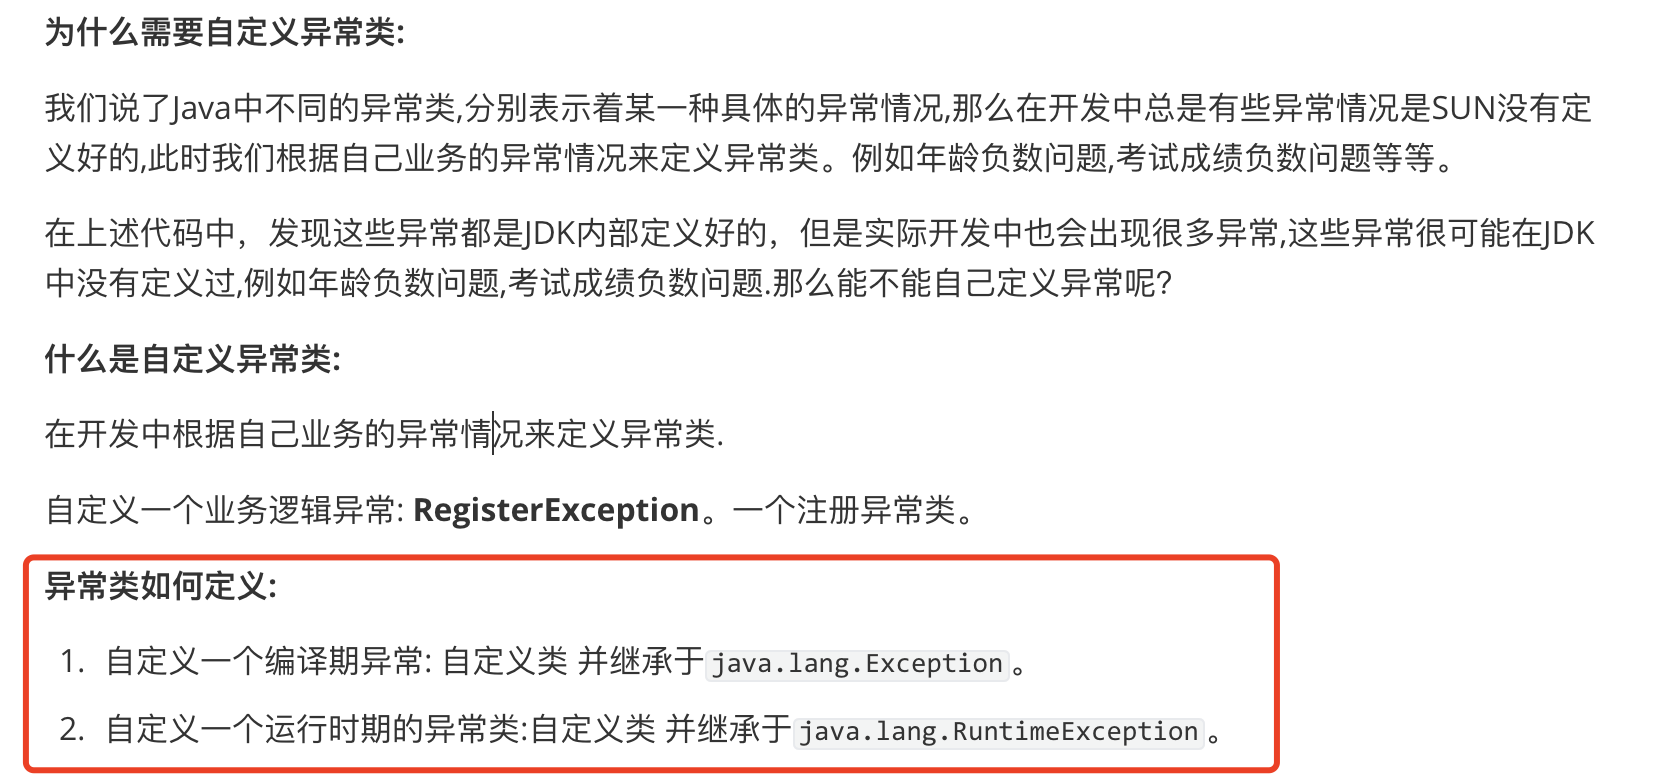 为什么需要自定义异常类:
我们说了Java中不同的异常类,分别表示着某一种具体的异常情况,那么在开发中总是有些异常情况是SUN没有定
义好的,此时我们根据自己业务的异常情况来定义异常类。例如年龄负数问题,考试成绩负数问题等等。
在上述代码中，发现这些异常都是JDK内部定义好的，但是实际开发中也会出现很多异常,这些异常很可能在JDK
中没有定义过,例如年龄负数问题,考试成绩负数问题.那么能不能自己定义异常呢?
什么是自定义异常类:
在开发中根据自己业务的异常情况来定义异常类.
自定义一个业务逻辑异常: RegisterException。一个注册异常类。
异常类如何定义:
1. 自定义一个编译期异常: 自定义类 并继承于java.lang.Exception。
2. 自定义一个运行时期的异常类:自定义类 并继承于java.lang.RuntimeException。